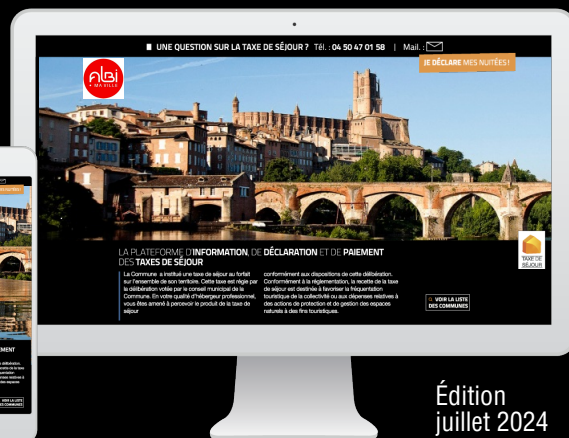 UNE QUESTION SUR LA TAXE DE SÉJOUR ? Tél. : 04 50 47 01 58 | Mail. :
JE DÉCLARE MES NUITÉES !
albi
MA VILLE
LA PLATEFORME D'INFORMATION, DE DÉCLARATION ET DE PAIEMENT
DES TAXES DE SÉJOUR
La Commune a institué une taxe de séjour au forfait
sur l'ensemble de son territoire. Cette taxe est régie par
la délibération votée par le conseil municipal de la
Commune. En votre qualité d'hébergeur professionnel,
vous êtes amené à percevoir le produit de la taxe de
séjour
conformément aux dispositions de cette délibération.
Conformément à la réglementation, la recette de la taxe
de séjour est destinée à favoriser la fréquentation
touristique de la collectivité ou aux dépenses relatives à
des actions de protection et de gestion des espaces
naturels à des fins touristiques.
TAXE DE
SÉJOUR
VOIR LA LISTE
DES COMMUNES
EMENT
VOIR LA LISTE
DES COMMUNES
Édition
juillet 2024